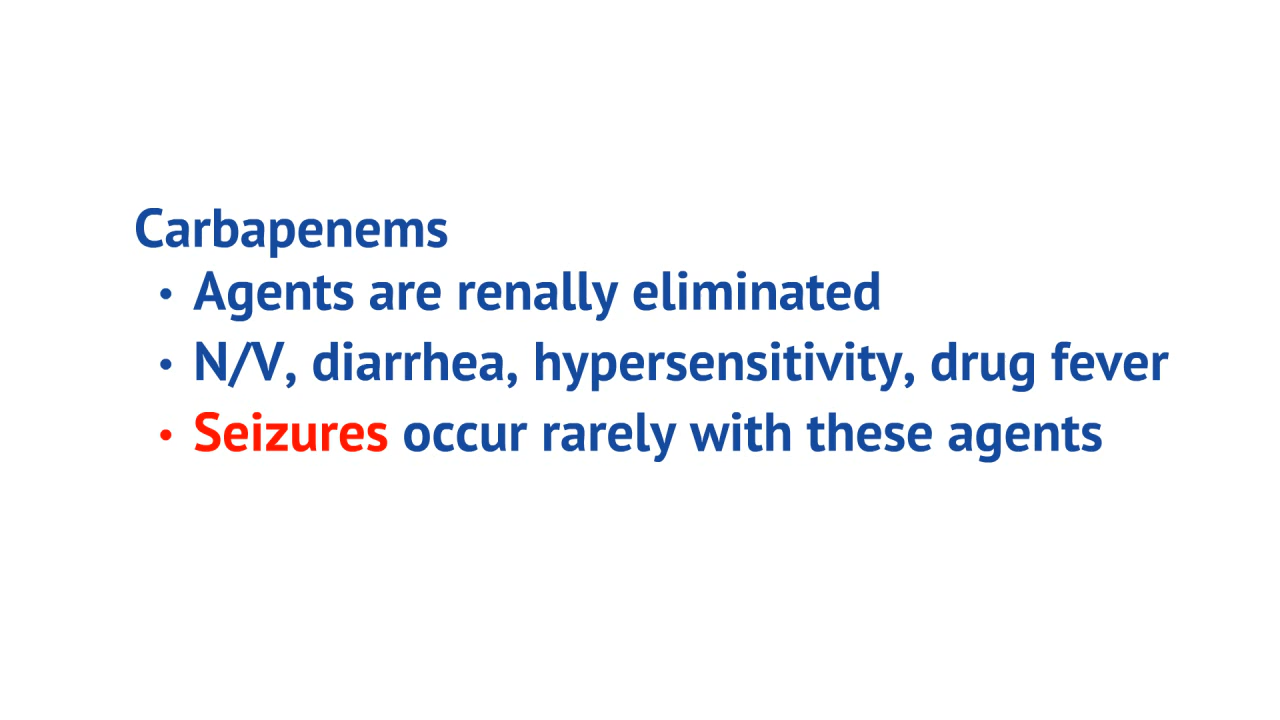 Carbapenems
• Agents are renally eliminated
• N/V, diarrhea, hypersensitivity, drug fever
• Seizures occur rarely with these agents